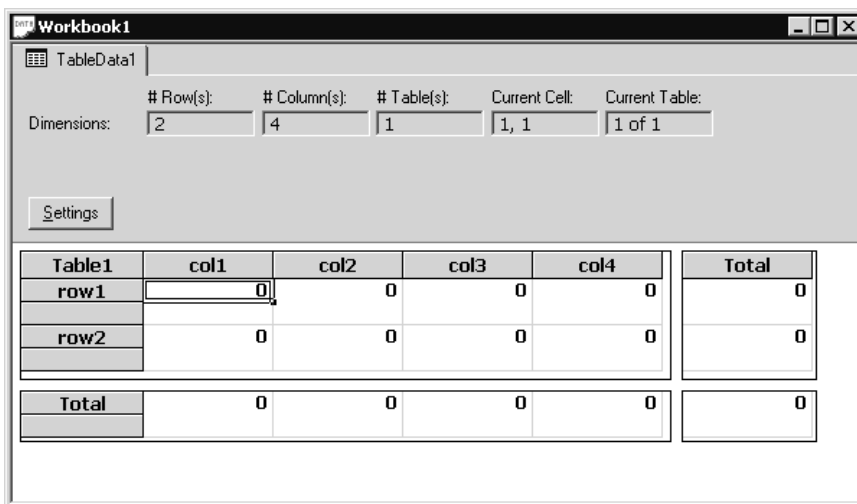 Workbook1
TableData1
# Row(s): # Column(s): # Table(s): Current Cell: Current Table:
Dimensions: 2 4 1 1, 1 1 of 1
Settings
Table1 col1 col2 col3 col4 Total
row1 0 0 0 0 0
row2 0 0 0 0 0
Total 0 0 0 0 0